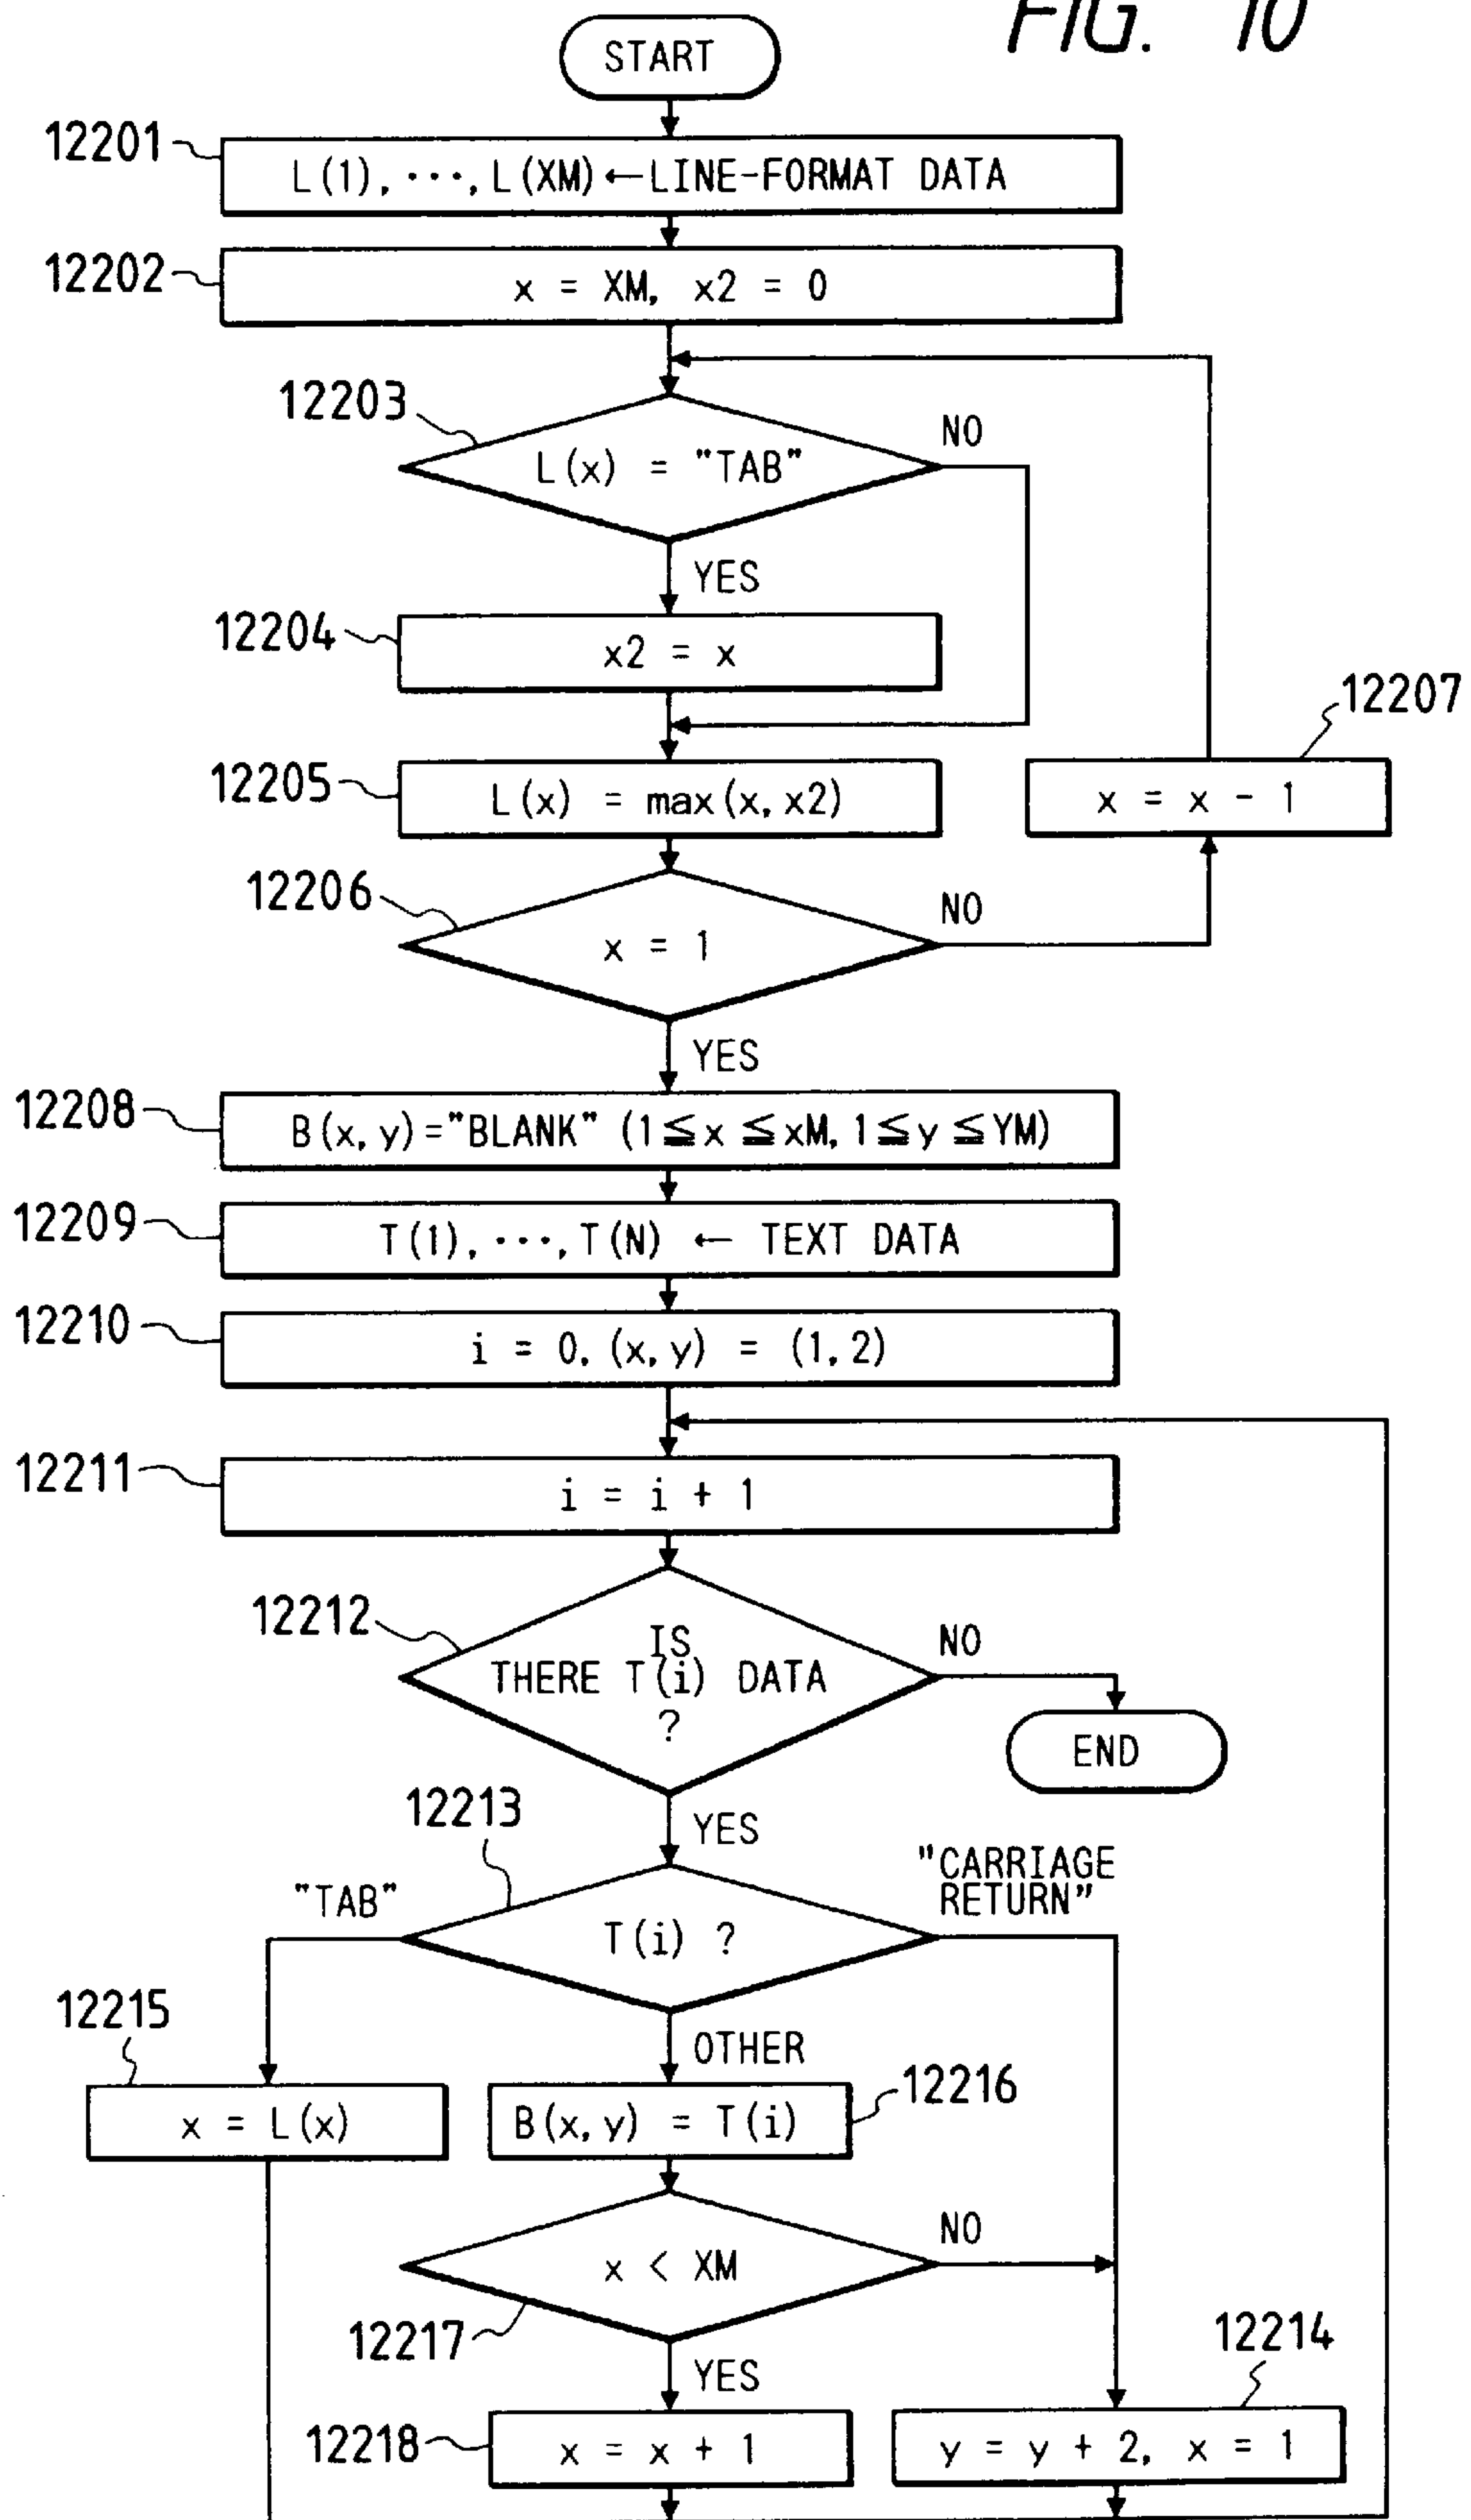 FIG. 10
START
12201
L(1), ···, L(XM)←LINE-FORMAT DATA
12202
x = XM, x2 = 0
12203
L(x) = "TAB"
NO
YES
12204
x2 = x
12207
12205
L(x) = max(x, x2)
x = x - 1
12206
x = 1
NO
YES
12208
B(x, y)="BLANK" (1≦x≦xM, 1≦y≦YM)
12209
T(1), ···, T(N) ← TEXT DATA
12210
i = 0, (x, y) = (1, 2)
12211
i = i + 1
12212
IS
THERE T(i) DATA
?
NO
END
YES
12213
"TAB"
"CARRIAGE
RETURN"
T(i) ?
12215
OTHER
12216
x = L(x)
B(x, y) = T(i)
NO
x < XM
12217
12214
YES
12218
x = x + 1
y = y + 2, x = 1